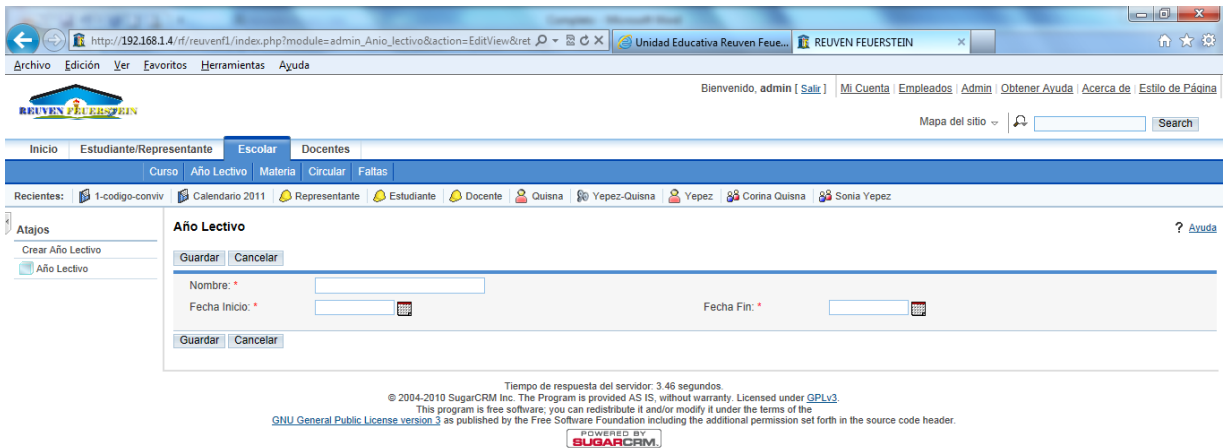 Complexo - Microsoft Word
http://192.168.1.4/rf/reuvenf1/index.php?module=admin_Anio_lectivo&action=EditView&ret
Unidad Educativa Reuven Feue...
REUVEN FEUERSTEIN
Archivo Edición Ver Favoritos Herramientas Ayuda
REUVEN FEUERSTEIN
Bienvenido, admin [ Salir ] Mi Cuenta | Empleados | Admin | Obtener Ayuda | Acerca de | Estilo de Página
Mapa del sitio Search
Inicio Estudiante/Representante Escolar Docentes
Curso Año Lectivo Materia Circular Faltas
Recientes: 1-codigo-conviv Calendario 2011 Representante Estudiante Docente Quisna Yepez-Quisna Yepez Corina Quisna Sonia Yepez
Atajos
Crear Año Lectivo
Año Lectivo
Año Lectivo
? Ayuda
Guardar Cancelar
Nombre: *
Fecha Inicio: * Fecha Fin: *
Guardar Cancelar
Tiempo de respuesta del servidor: 3.46 segundos.
© 2004-2010 SugarCRM Inc. The Program is provided AS IS, without warranty. Licensed under GPLv3.
This program is free software; you can redistribute it and/or modify it under the terms of the
GNU General Public License version 3 as published by the Free Software Foundation including the additional permission set forth in the source code header.
POWERED BY
SUGARCRM.